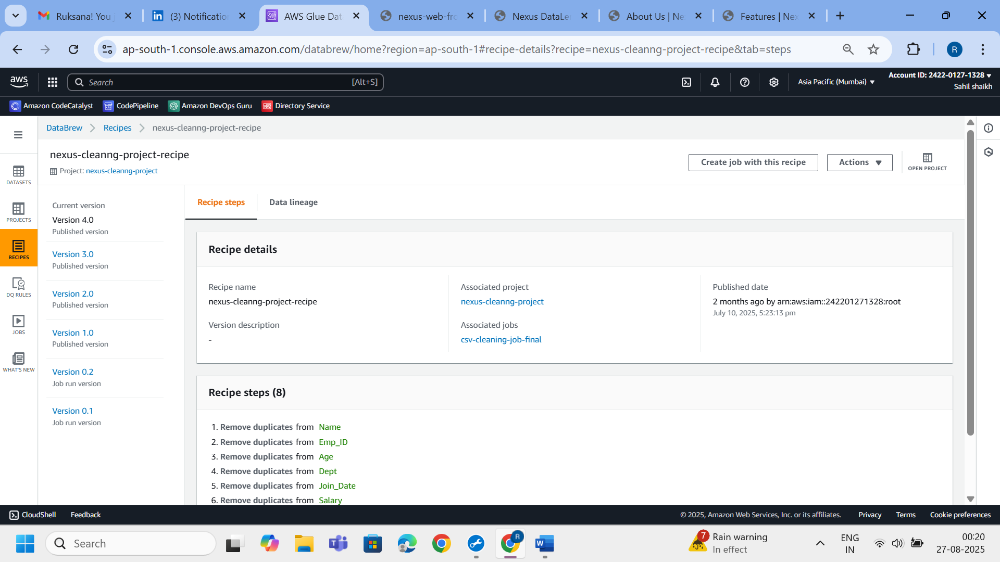 Ruksana! You
(3) Notification
AWS Glue Dat
nexus-web-fro
Nexus DataLe
About Us | Ne
Features | Nex
ap-south-1.console.aws.amazon.com/databrew/home?region=ap-south-1#recipe-details?recipe=nexus-cleanng-project-recipe&tab=steps
R
aws
Search [Alt+S]
Asia Pacific (Mumbai)
Account ID: 2422-0127-1328
Sahil shaikh
Amazon CodeCatalyst
CodePipeline
Amazon DevOps Guru
Directory Service
DataBrew
Recipes
nexus-cleanng-project-recipe
nexus-cleanng-project-recipe
Project: nexus-cleanng-project
Create job with this recipe
Actions
OPEN PROJECT
DATASETS
PROJECTS
RECIPES
DQ RULES
JOBS
WHAT'S NEW
Current version
Version 4.0
Published version
Version 3.0
Published version
Version 2.0
Published version
Version 1.0
Published version
Version 0.2
Job run version
Version 0.1
Job run version
Recipe steps
Data lineage
Recipe details
Recipe name
nexus-cleanng-project-recipe
Version description
-
Associated project
nexus-cleanng-project
Associated jobs
csv-cleaning-job-final
Published date
2 months ago by arn:aws:iam::242201271328:root
July 10, 2025, 5:23:13 pm
Recipe steps (8)
1. Remove duplicates from Name
2. Remove duplicates from Emp_ID
3. Remove duplicates from Age
4. Remove duplicates from Dept
5. Remove duplicates from Join_Date
6. Remove duplicates from Salary
CloudShell
Feedback
© 2025, Amazon Web Services, Inc. or its affiliates.
Privacy
Terms
Cookie preferences
Search
7
Rain warning
In effect
ENG
IN
00:20
27-08-2025